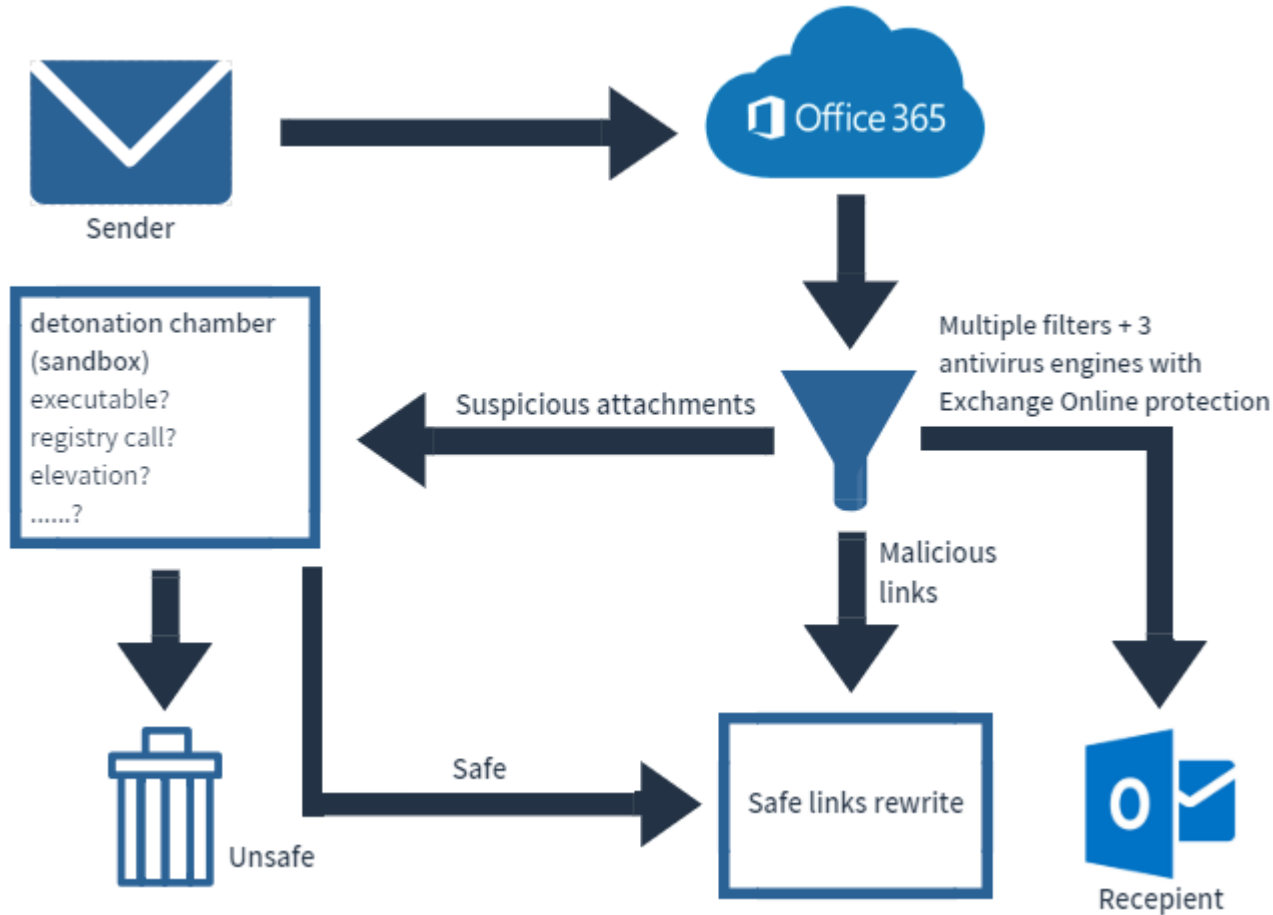 Office 365
Sender
Multiple filters + 3
antivirus engines with
Exchange Online protection
detonation chamber
(sandbox)
executable?
registry call?
elevation?
......?
Suspicious attachments
Malicious
links
Safe
Safe links rewrite
Unsafe
O
Recepient